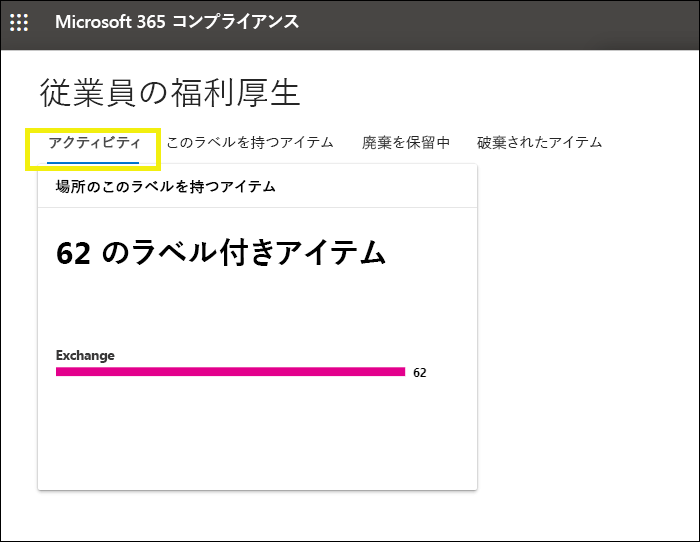 Microsoft 365 コンプライアンス
従業員の福利厚生
アクティビティ このラベルを持つアイテム 廃棄を保留中 破棄されたアイテム
場所のこのラベルを持つアイテム
62 のラベル付きアイテム
Exchange
62